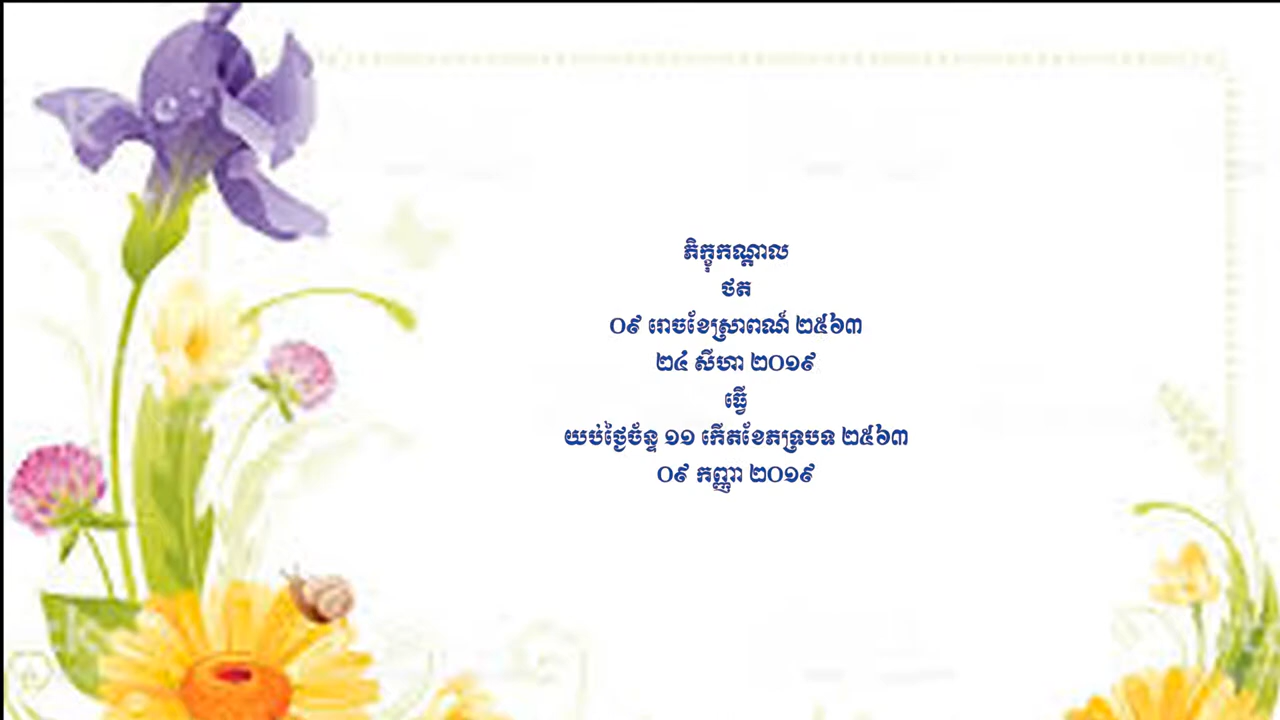 ភិក្ខុកណ្ដាល
ថត
០៩ រោចខែស្រាពណ៍ ២៥៦៣
២៤ សីហា ២០១៩
ធ្វើ
យប់ថ្ងៃច័ន្ទ ១១ កើតខែភទ្របទ ២៥៦៣
០៩ កញ្ញា ២០១៩